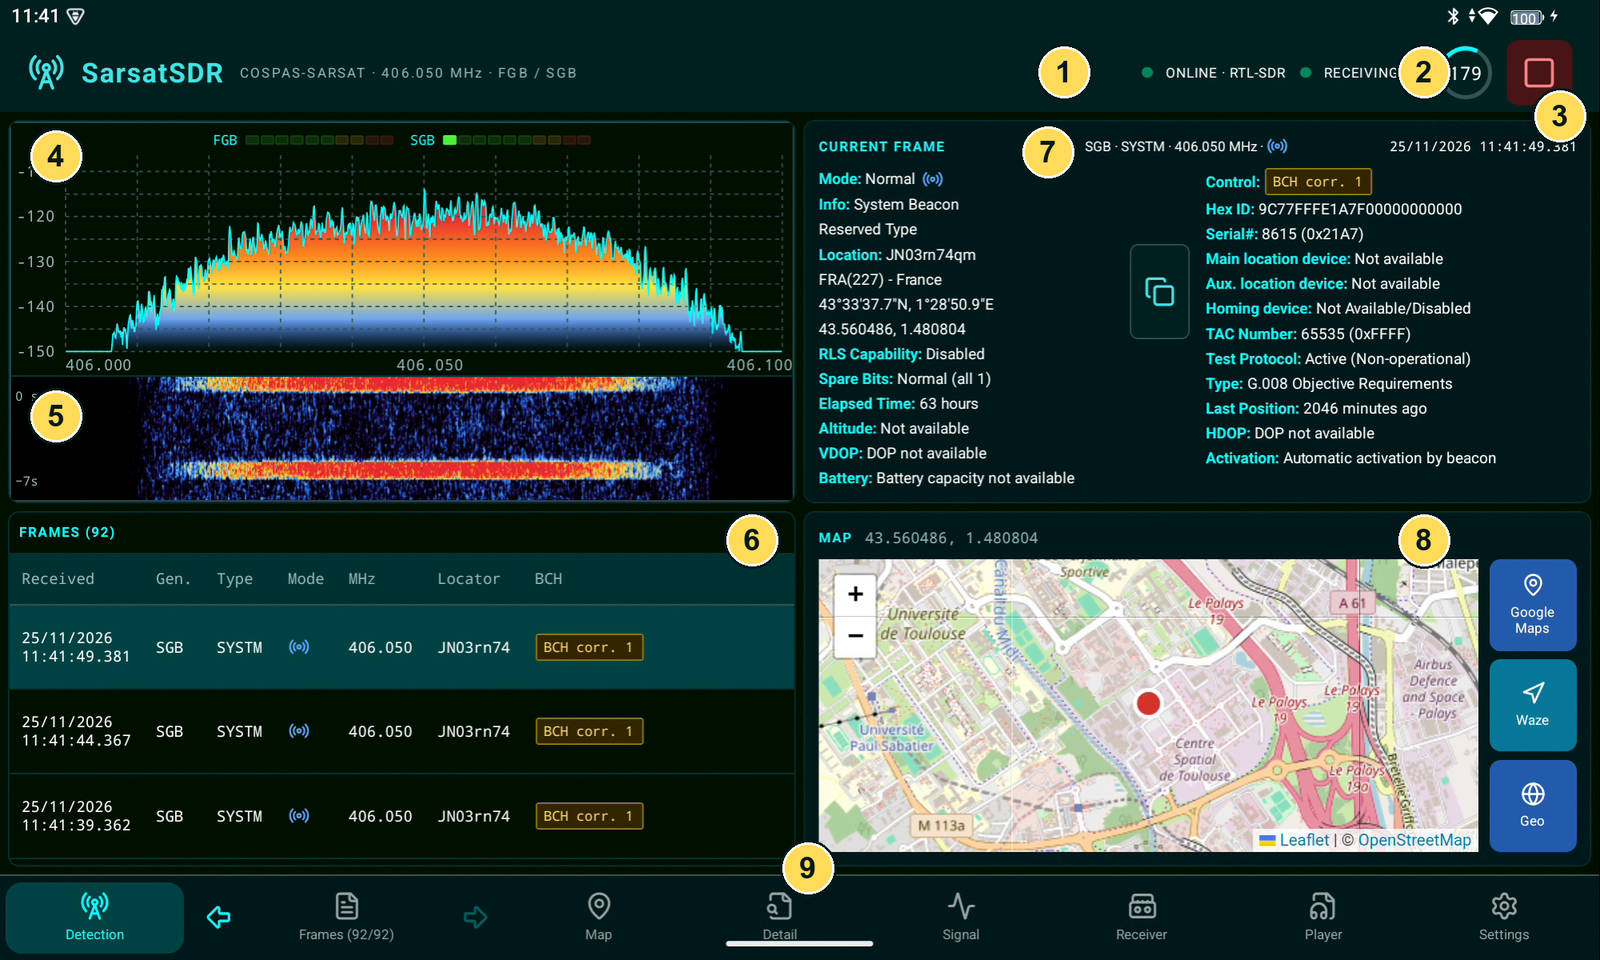 11:41
100
SarsatSDR
COSPAS-SARSAT · 406.050 MHz · FGB / SGB
1
ONLINE · RTL-SDR
RECEIVING
2
179
3
4
FGB
SGB
-120
-130
-140
-150
406.000
406.050
406.100
0 s
5
-7s
CURRENT FRAME
7
SGB · SYSTM · 406.050 MHz ·
25/11/2026 11:41:49.381
Mode: Normal
Info: System Beacon
Reserved Type
Location: JN03rn74qm
FRA(227) - France
43°33'37.7"N, 1°28'50.9"E
43.560486, 1.480804
RLS Capability: Disabled
Spare Bits: Normal (all 1)
Elapsed Time: 63 hours
Altitude: Not available
VDOP: DOP not available
Battery: Battery capacity not available
Control: BCH corr. 1
Hex ID: 9C77FFFE1A7F00000000000
Serial#: 8615 (0x21A7)
Main location device: Not available
Aux. location device: Not available
Homing device: Not Available/Disabled
TAC Number: 65535 (0xFFFF)
Test Protocol: Active (Non-operational)
Type: G.008 Objective Requirements
Last Position: 2046 minutes ago
HDOP: DOP not available
Activation: Automatic activation by beacon
FRAMES (92)
6
Received Gen. Type Mode MHz Locator BCH
25/11/2026
11:41:49.381
SGB SYSTM 406.050 JN03rn74 BCH corr. 1
25/11/2026
11:41:44.367
SGB SYSTM 406.050 JN03rn74 BCH corr. 1
25/11/2026
11:41:39.362
SGB SYSTM 406.050 JN03rn74 BCH corr. 1
MAP 43.560486, 1.480804
8
+
−
Canal du Midi
Sportive
Université
de Toulouse
Le Palays
19
A 61
Airbus
Defence
and Space
- Palays
Le Palays
19
Le Palays
19
Université
Paul Sabatier
Centre
Spatial
de Toulouse
Le Palays
19a
M 113a
Leaflet | © OpenStreetMap
Google
Maps
Waze
Geo
9
Detection
Frames (92/92)
Map
Detail
Signal
Receiver
Player
Settings